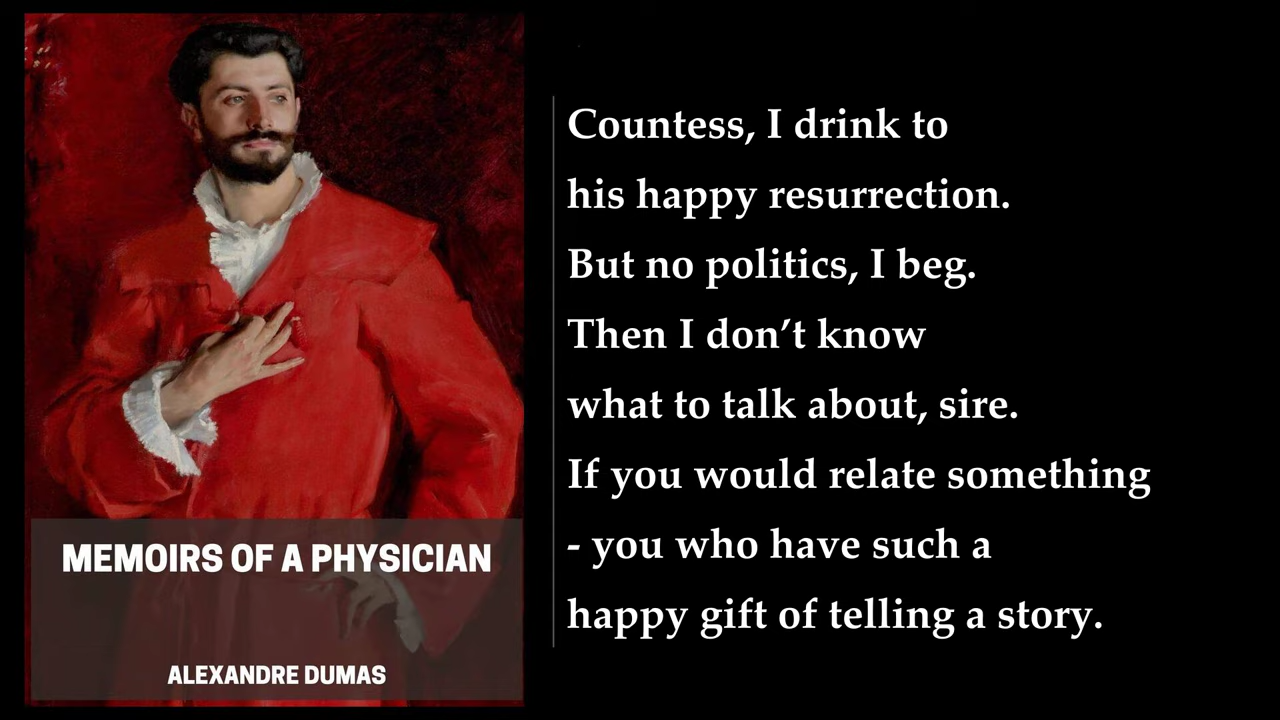 MEMOIRS OF A PHYSICIAN
ALEXANDRE DUMAS
Countess, I drink to
his happy resurrection.
But no politics, I beg.
Then I don’t know
what to talk about, sire.
If you would relate something
- you who have such a
happy gift of telling a story.